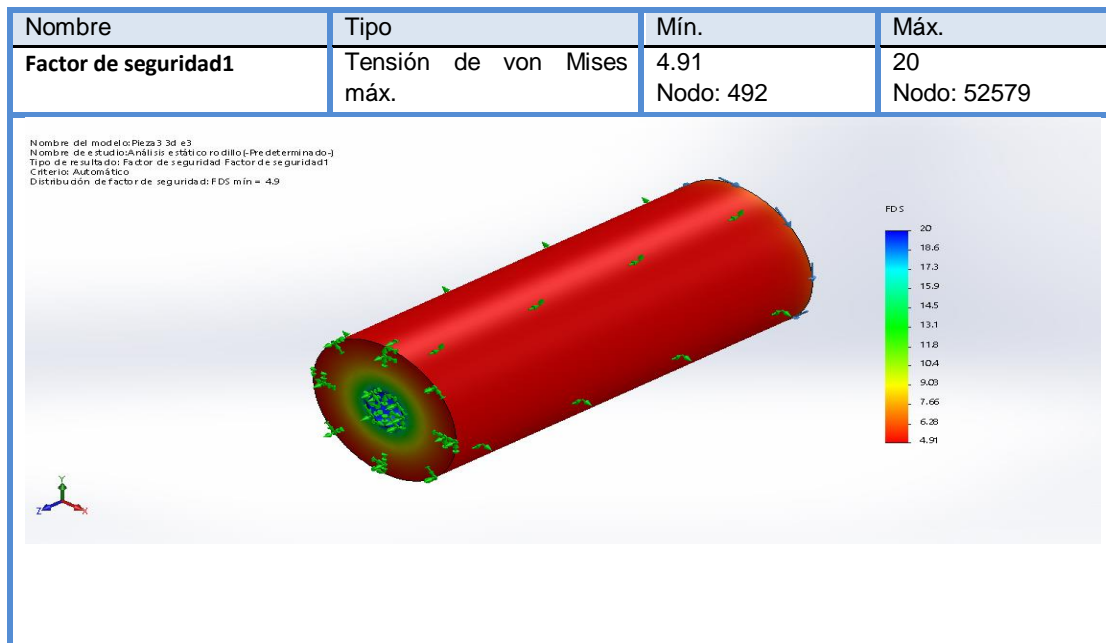 Nombre Tipo Mín. Máx.
Factor de seguridad1 Tensión de von Mises 4.91 20
máx. Nodo: 492 Nodo: 52579
Nombre del modelo:Pieza3 3d e3
Nombre de estudio:Análisis estático rodillo(-Predeterminado-)
Tipo de resultado: Factor de seguridad Factor de seguridad1
Criterio: Automático
Distribución de factor de seguridad: FDS mín = 4.9
FDS
20
18.6
17.3
15.9
14.5
13.1
11.8
10.4
9.03
7.66
6.28
4.91
Y
Z X